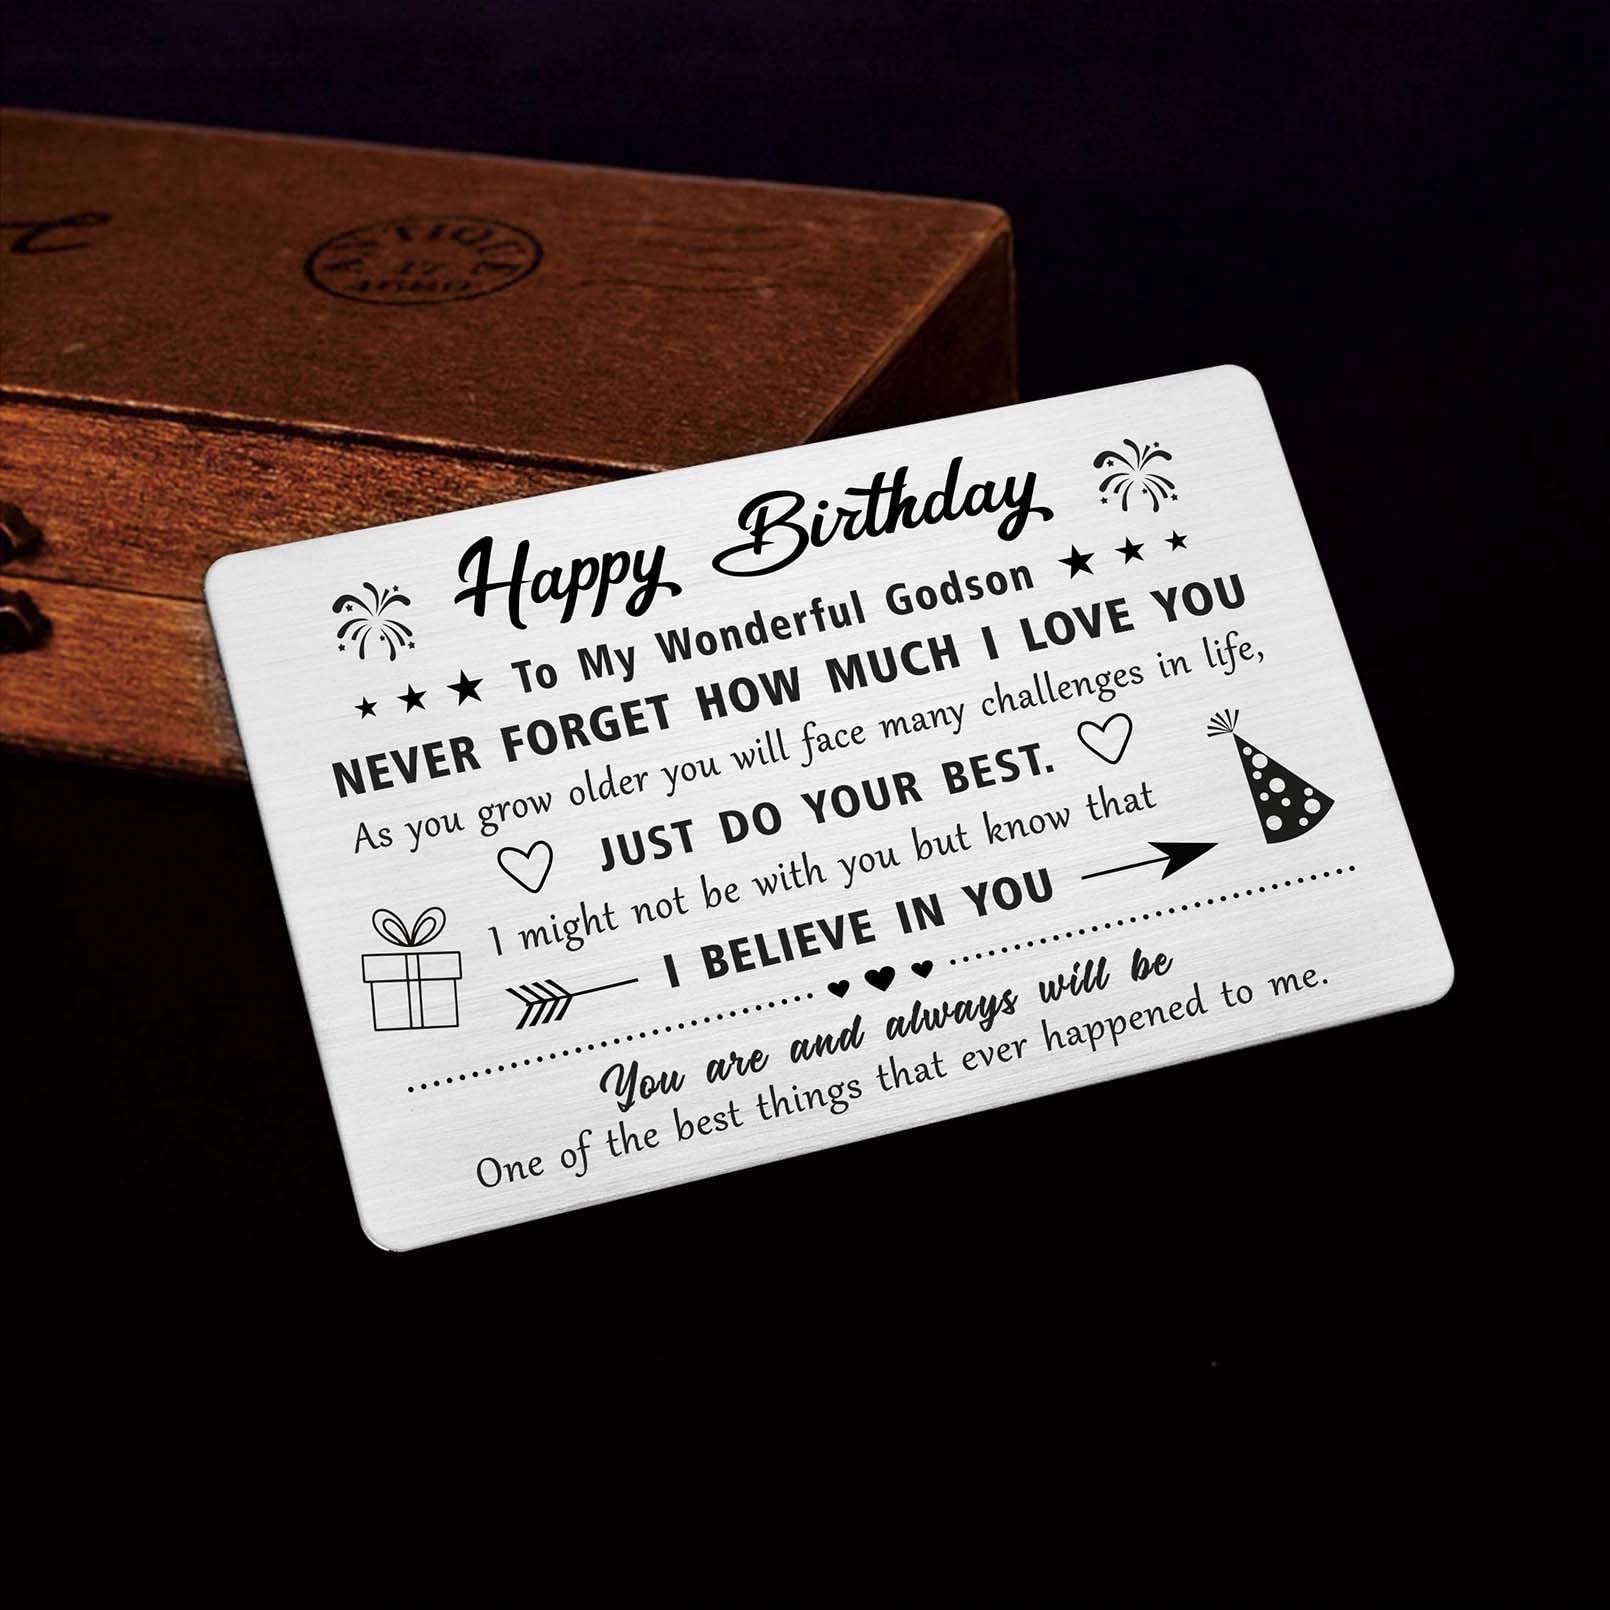 ANTIQUE
17
Happy Birthday
To My Wonderful Godson
NEVER FORGET HOW MUCH I LOVE YOU
As you grow older you will face many challenges in life,
JUST DO YOUR BEST.
I might not be with you but know that
I BELIEVE IN YOU
You are and always will be
One of the best things that ever happened to me.